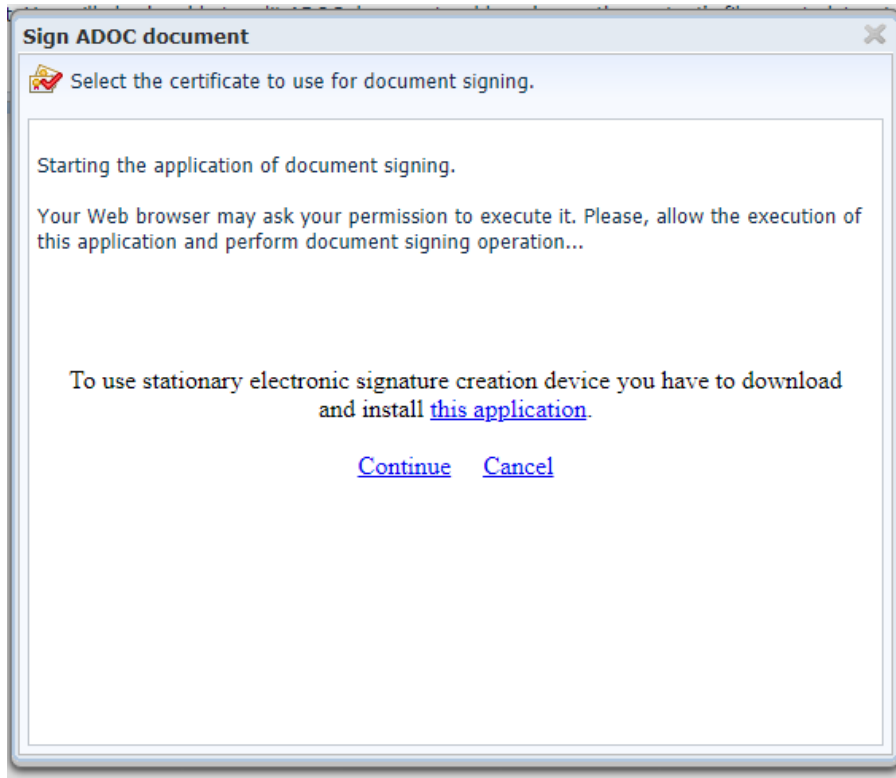 Sign ADOC document
Select the certificate to use for document signing.
Starting the application of document signing.
Your Web browser may ask your permission to execute it. Please, allow the execution of
this application and perform document signing operation...
To use stationary electronic signature creation device you have to download
and install this application.
Continue Cancel